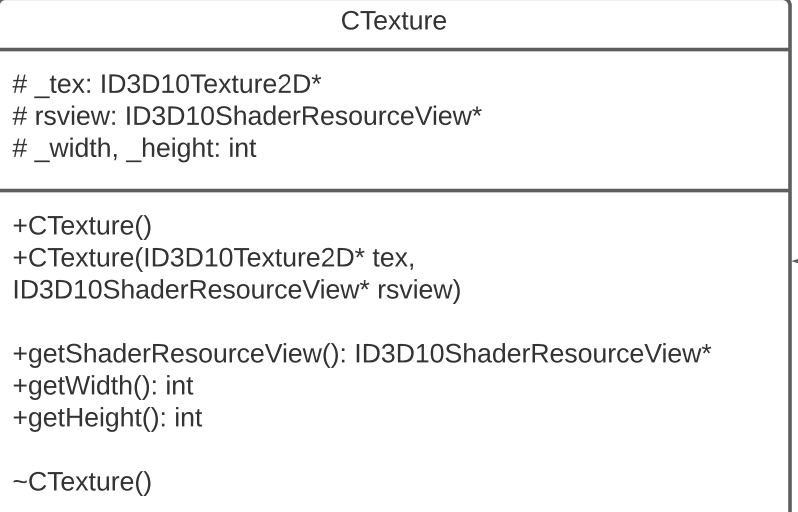 CTexture
# _tex: ID3D10Texture2D*
# rsview: ID3D10ShaderResourceView*
# _width, _height: int
+CTexture()
+CTexture(ID3D10Texture2D* tex,
ID3D10ShaderResourceView* rsview)
+getShaderResourceView(): ID3D10ShaderResourceView*
+getWidth(): int
+getHeight(): int
~CTexture()